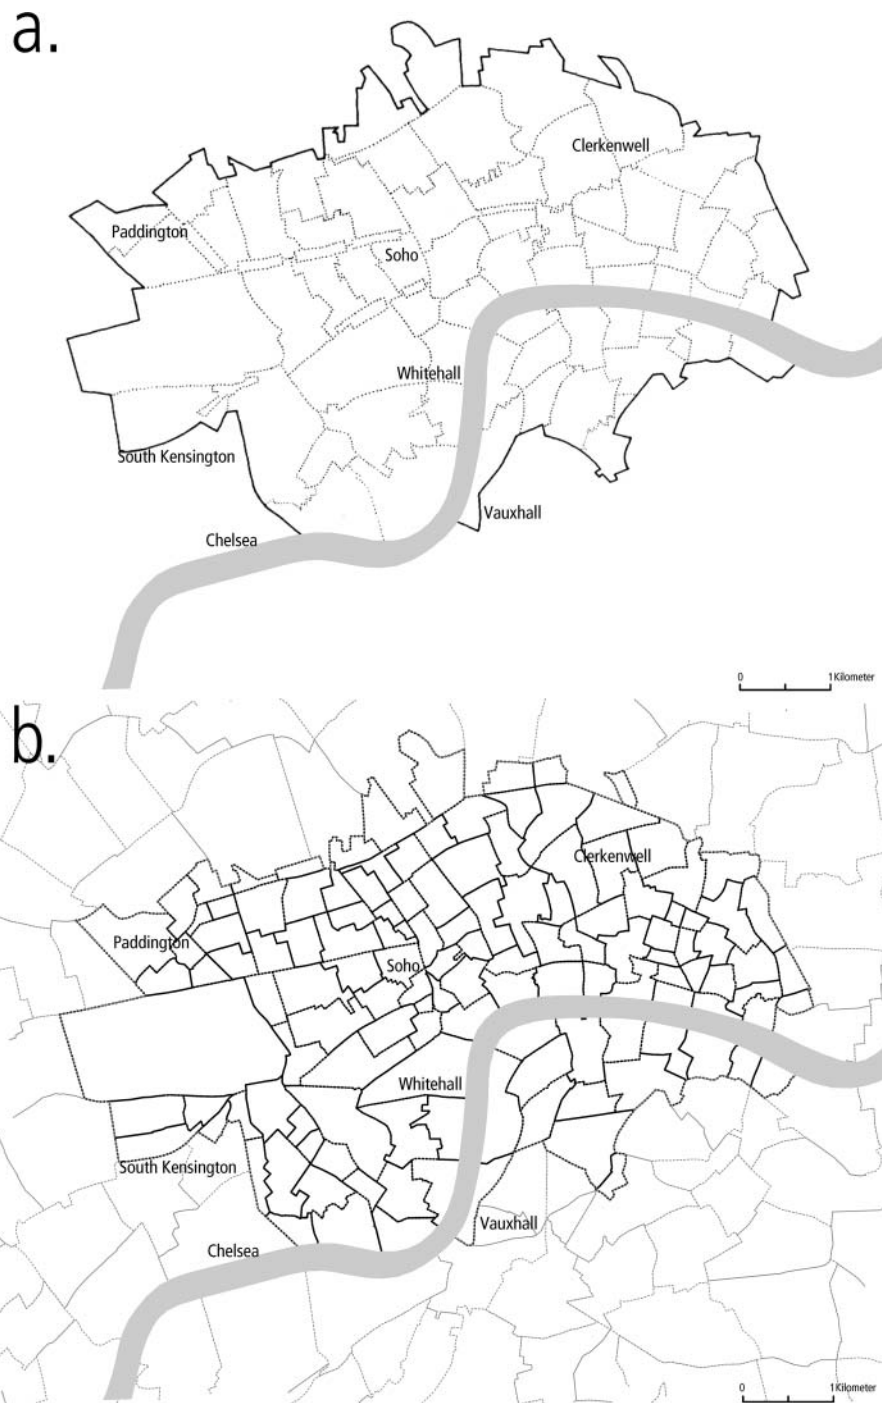 a.
Clerkenwell
Paddington
Soho
Whitehall
South Kensington
Vauxhall
Chelsea
0 1 Kilometer
b.
Clerkenwell
Paddington
Soho
Whitehall
South Kensington
Vauxhall
Chelsea
0 1 Kilometer